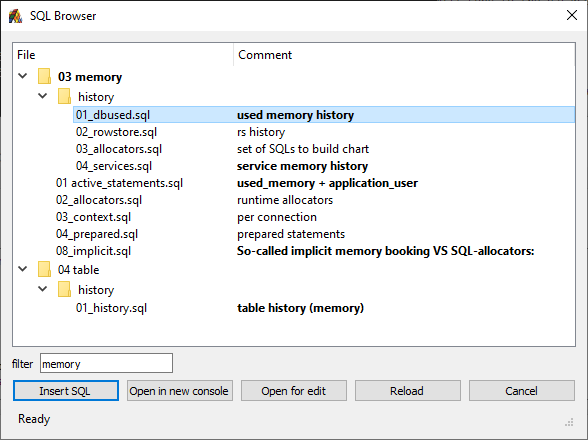 SQL Browser
File Comment
03 memory
history
01_dbused.sql used memory history
02_rowstore.sql rs history
03_allocators.sql set of SQLs to build chart
04_services.sql service memory history
01 active_statements.sql used_memory + application_user
02_allocators.sql runtime allocators
03_context.sql per connection
04_prepared.sql prepared statements
08_implicit.sql So-called implicit memory booking VS SQL-allocators:
04 table
history
01_history.sql table history (memory)
filter memory
Insert SQL Open in new console Open for edit Reload Cancel
Ready